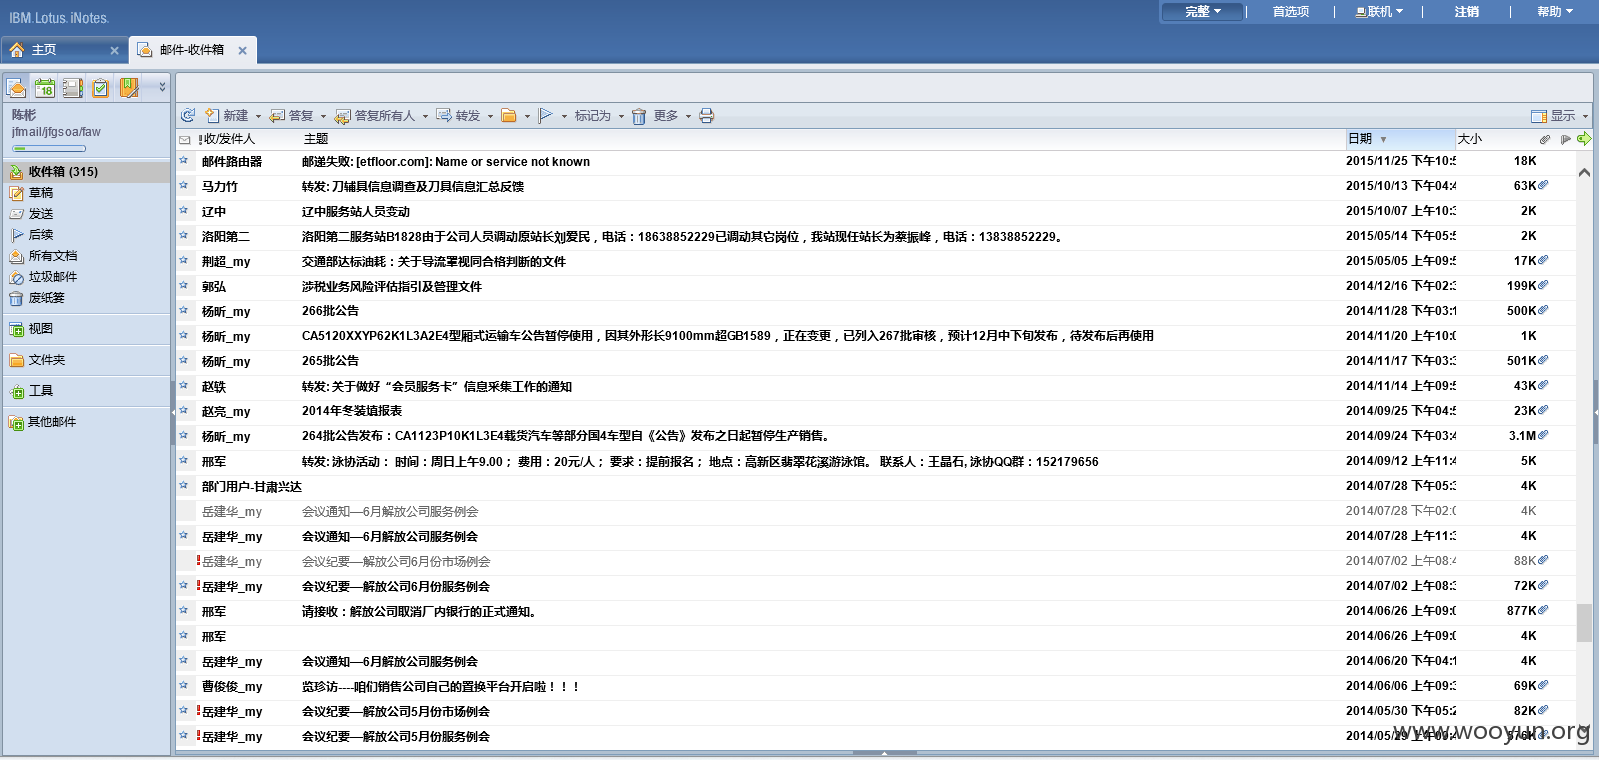 IBM. Lotus. iNotes.
完整 首选项 联机 注销 帮助
主页 邮件-收件箱
18
陈彬
jfmail/jfgsoa/faw
收件箱 (315)
草稿
发送
后续
所有文档
垃圾邮件
废纸篓
视图
文件夹
工具
其他邮件
新建 答复 答复所有人 转发 标记为 更多 显示
!收/发件人 主题 日期 大小
邮件路由器 邮递失败: [etfloor.com]: Name or service not known 2015/11/25 下午10:5 18K
马力竹 转发: 刀辅具信息调查及刀具信息汇总反馈 2015/10/13 下午04:4 63K
辽中 辽中服务站人员变动 2015/10/07 上午10:3 2K
洛阳第二 洛阳第二服务站B1828由于公司人员调动原站长刘爱民，电话：18638852229已调动其它岗位，我站现任站长为蔡振峰，电话：13838852229。 2015/05/14 下午05:5 2K
荆超_my 交通部达标油耗：关于导流罩视同合格判断的文件 2015/05/05 上午09:5 17K
郭弘 涉税业务风险评估指引及管理文件 2014/12/16 下午02:3 199K
杨昕_my 266批公告 2014/11/28 下午03:1 500K
杨昕_my CA5120XXYP62K1L3A2E4型厢式运输车公告暂停使用，因其外形长9100mm超GB1589，正在变更，已列入267批审核，预计12月中下旬发布，待发布后再使用 2014/11/20 上午10:0 1K
杨昕_my 265批公告 2014/11/17 下午03:3 501K
赵轶 转发: 关于做好“会员服务卡”信息采集工作的通知 2014/11/14 上午09:5 43K
赵亮_my 2014年冬装填报表 2014/09/25 下午04:5 23K
杨昕_my 264批公告发布：CA1123P10K1L3E4载货汽车等部分国4车型自《公告》发布之日起暂停生产销售。 2014/09/24 下午03:4 3.1M
邢军 转发: 泳协活动： 时间：周日上午9.00； 费用：20元/人； 要求：提前报名； 地点：高新区翡翠花溪游泳馆。 联系人：王晶石, 泳协QQ群：152179656 2014/09/12 上午11:4 5K
部门用户-甘肃兴达 2014/07/28 下午05:3 4K
岳建华_my 会议通知—6月解放公司服务例会 2014/07/28 下午02:0 4K
岳建华_my 会议通知—6月解放公司服务例会 2014/07/28 上午11:3 4K
!岳建华_my 会议纪要—解放公司6月份市场例会 2014/07/02 上午08:4 88K
!岳建华_my 会议纪要—解放公司6月份服务例会 2014/07/02 上午08:3 72K
邢军 请接收：解放公司取消厂内银行的正式通知。 2014/06/26 上午09:0 877K
邢军 2014/06/26 上午09:0 4K
岳建华_my 会议通知—6月解放公司服务例会 2014/06/20 下午04:1 4K
曹俊俊_my 览珍访----咱们销售公司自己的置换平台开启啦！！！ 2014/06/06 上午09:3 69K
!岳建华_my 会议纪要—解放公司5月份市场例会 2014/05/30 下午05:2 82K
!岳建华_my 会议纪要—解放公司5月份服务例会 2014/05/29
www.wooyun.org